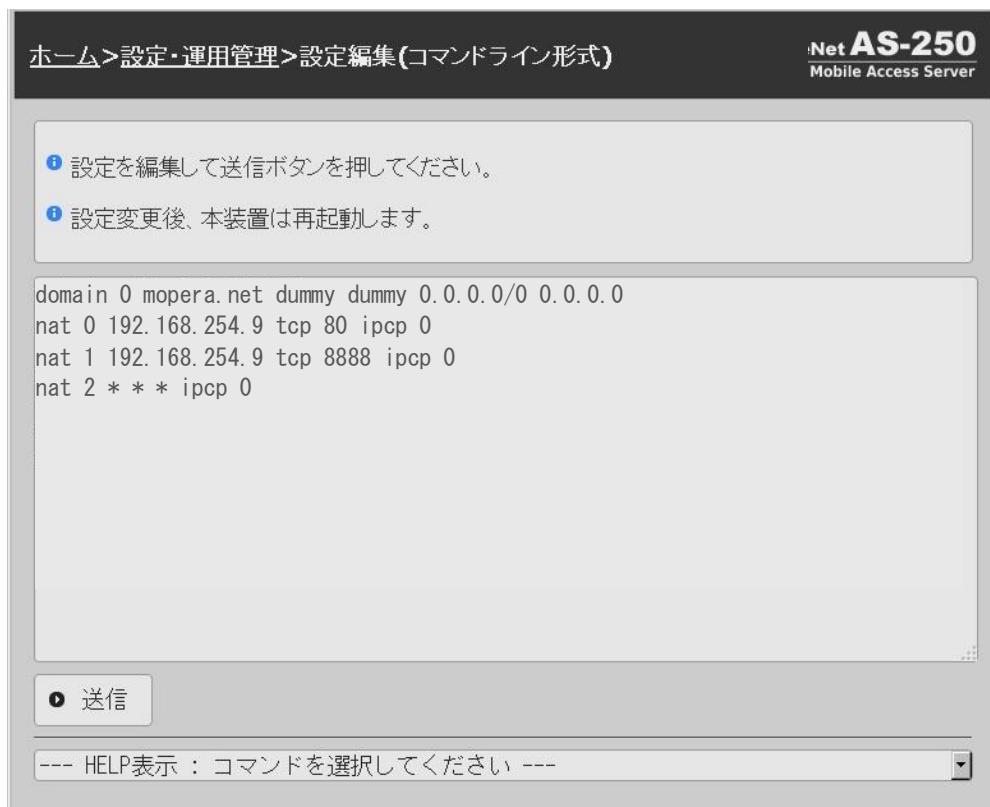 ホーム>設定・運用管理>設定編集(コマンドライン形式)
Net AS-250
Mobile Access Server
設定を編集して送信ボタンを押してください。
設定変更後、本装置は再起動します。
domain 0 mopera.net dummy dummy 0.0.0.0/0 0.0.0.0
nat 0 192.168.254.9 tcp 80 ipcp 0
nat 1 192.168.254.9 tcp 8888 ipcp 0
nat 2 * * * ipcp 0
送信
--- HELP表示 : コマンドを選択してください ---